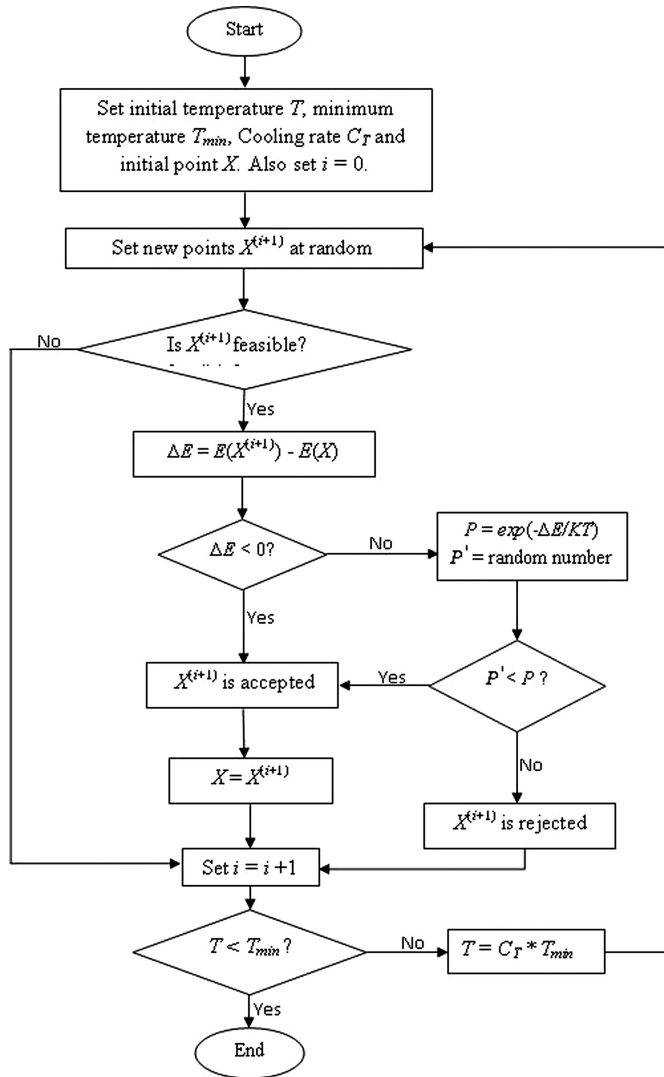 Start
Set initial temperature T, minimum
temperature Tmin, Cooling rate CT and
initial point X. Also set i = 0.
Set new points X(i+1) at random
No
Is X(i+1) feasible?
Yes
ΔE = E(X(i+1)) - E(X)
ΔE < 0?
No
P = exp(-ΔE/KT)
P' = random number
Yes
X(i+1) is accepted
Yes
P' < P ?
No
X = X(i+1)
X(i+1) is rejected
Set i = i +1
T < Tmin ?
No
T = CT * Tmin
Yes
End